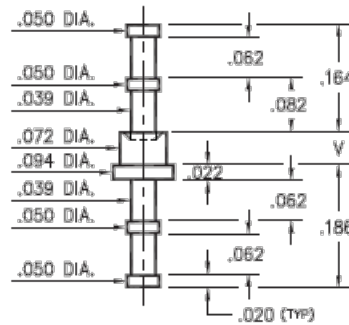 .050 DIA.
.062
.164
.050 DIA.
.039 DIA.
.082
.072 DIA.
V
.094 DIA.
.022
.039 DIA.
.062
.050 DIA.
.186
.062
.050 DIA.
.020 (TYP)